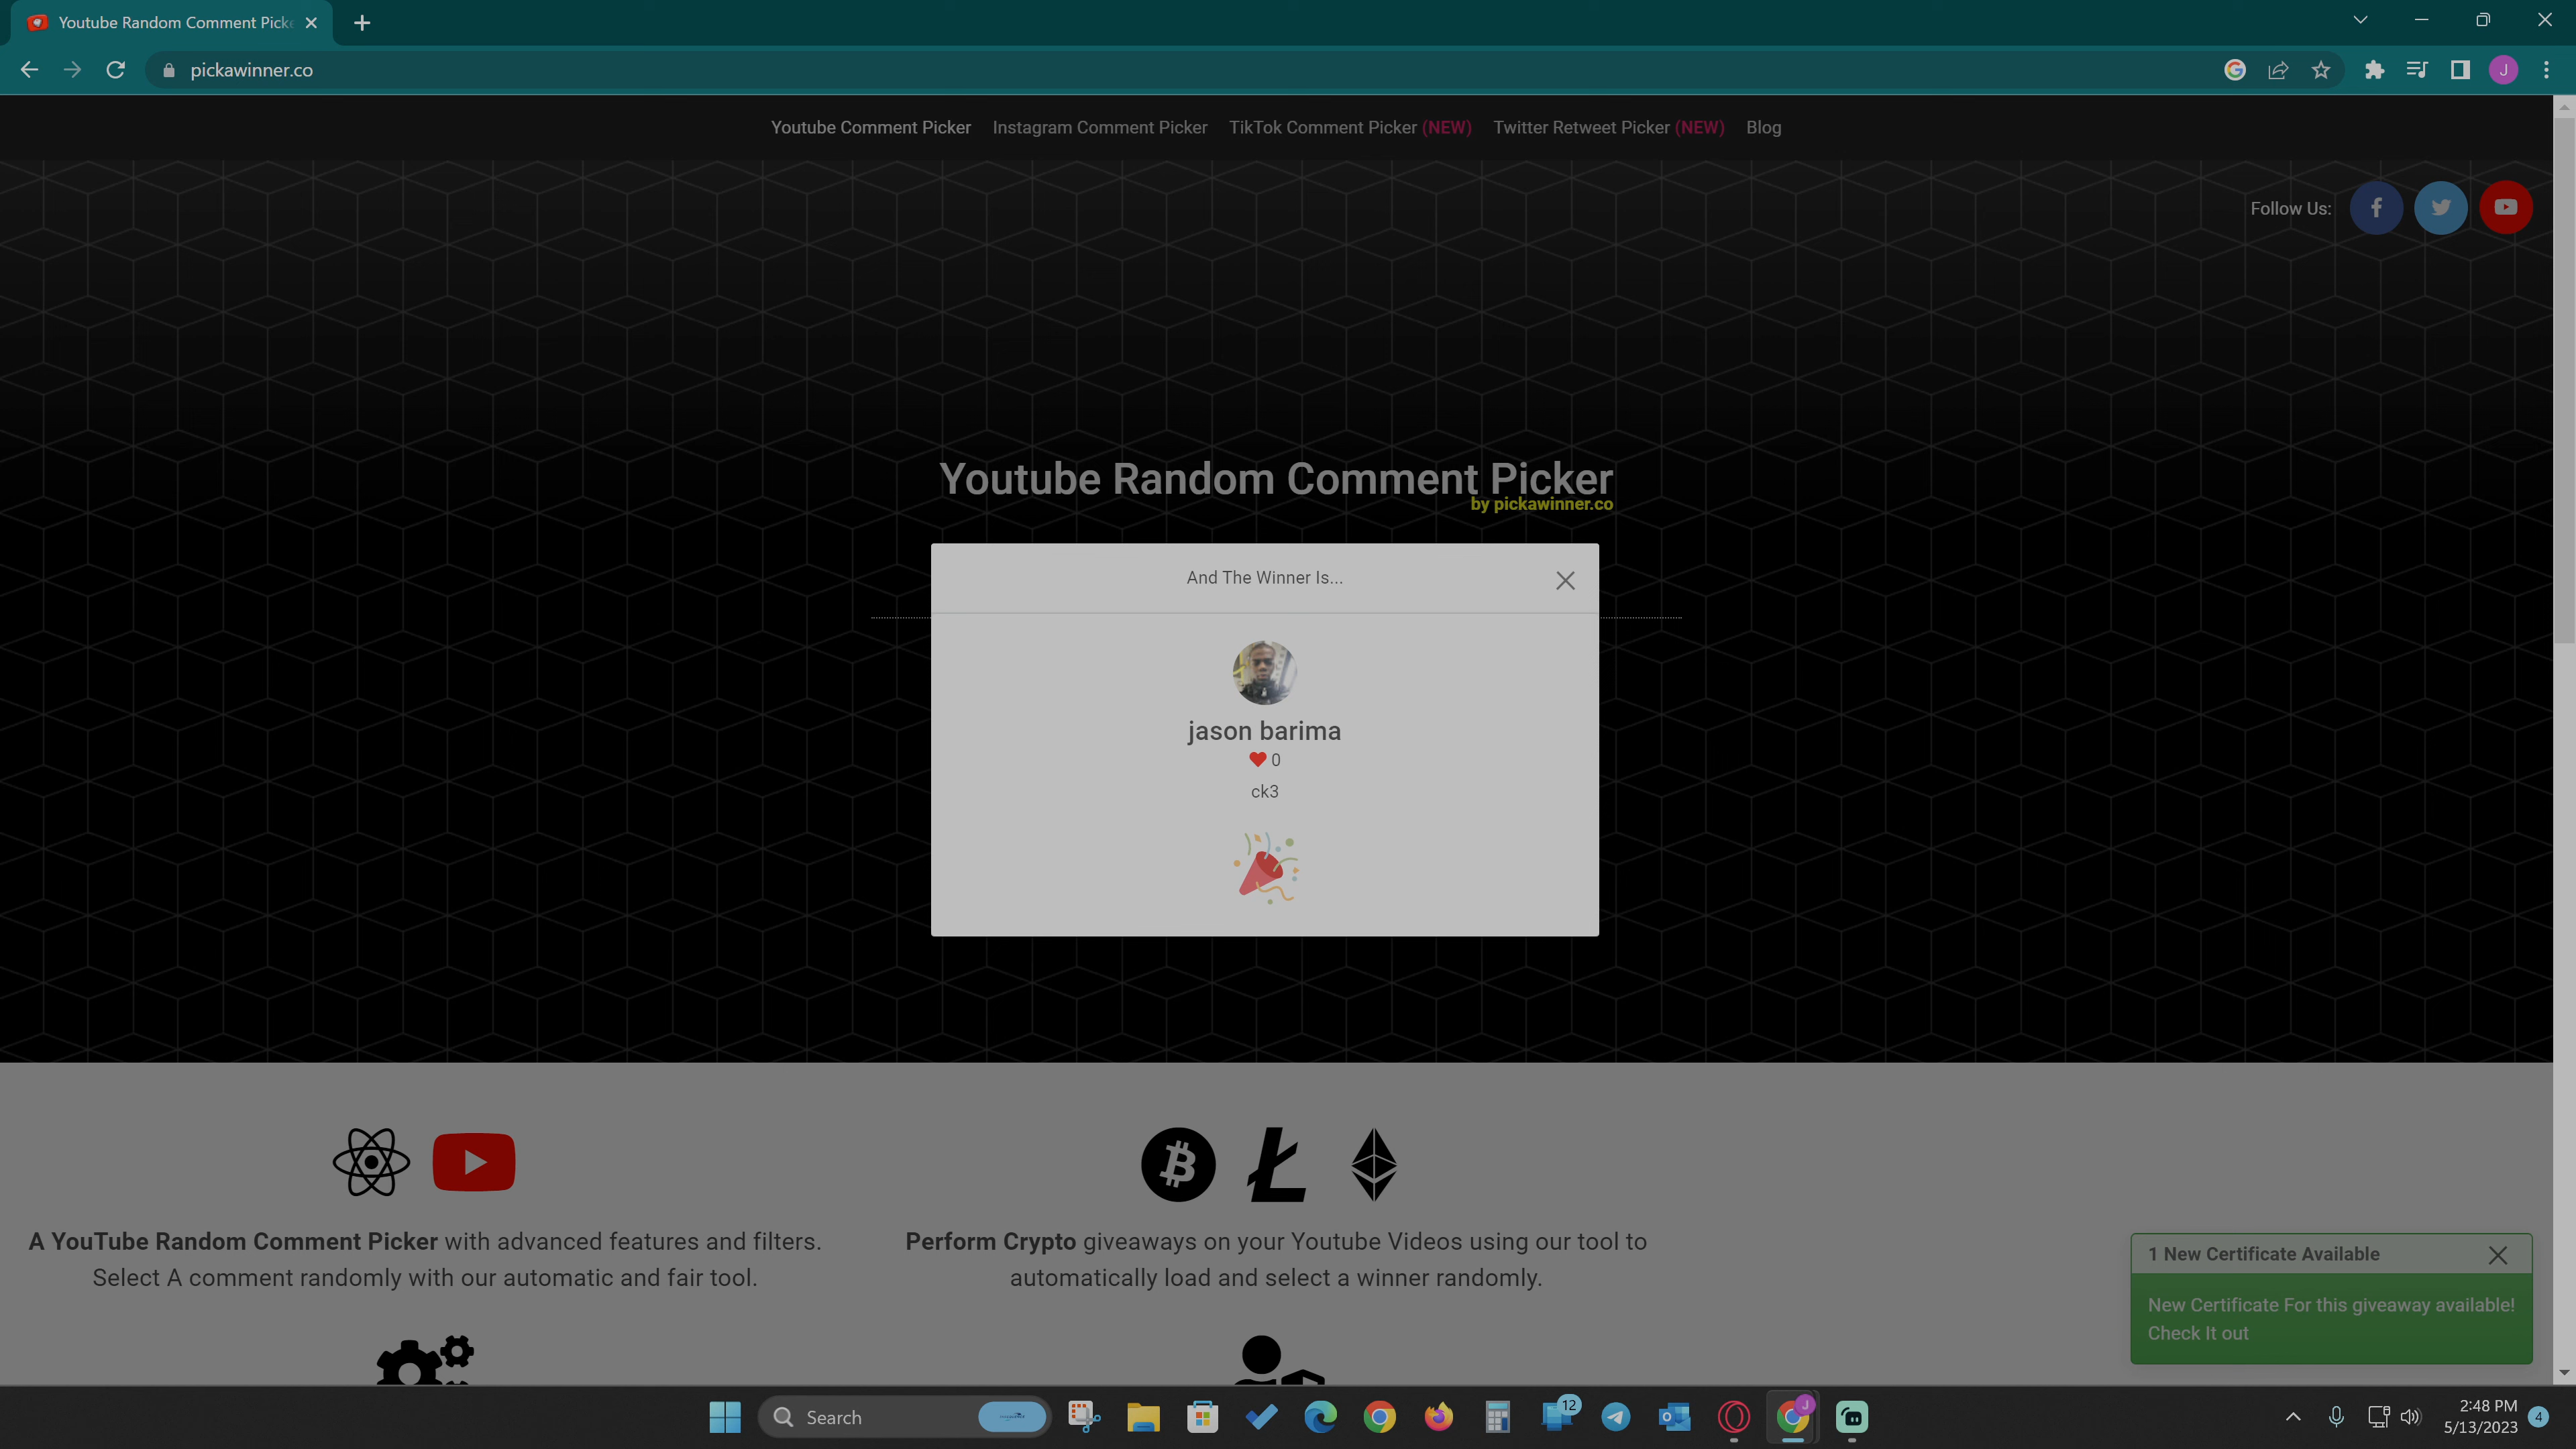 Youtube Random Comment Picke
pickawinner.co
J
Youtube Comment Picker Instagram Comment Picker TikTok Comment Picker (NEW) Twitter Retweet Picker (NEW) Blog
Follow Us:
Youtube Random Comment Picker
by pickawinner.co
And The Winner Is...
jason barima
0
ck3
A YouTube Random Comment Picker with advanced features and filters.
Select A comment randomly with our automatic and fair tool.
Perform Crypto giveaways on your Youtube Videos using our tool to
automatically load and select a winner randomly.
1 New Certificate Available
New Certificate For this giveaway available!
Check It out
Search
12
J
2:48 PM
5/13/2023
4